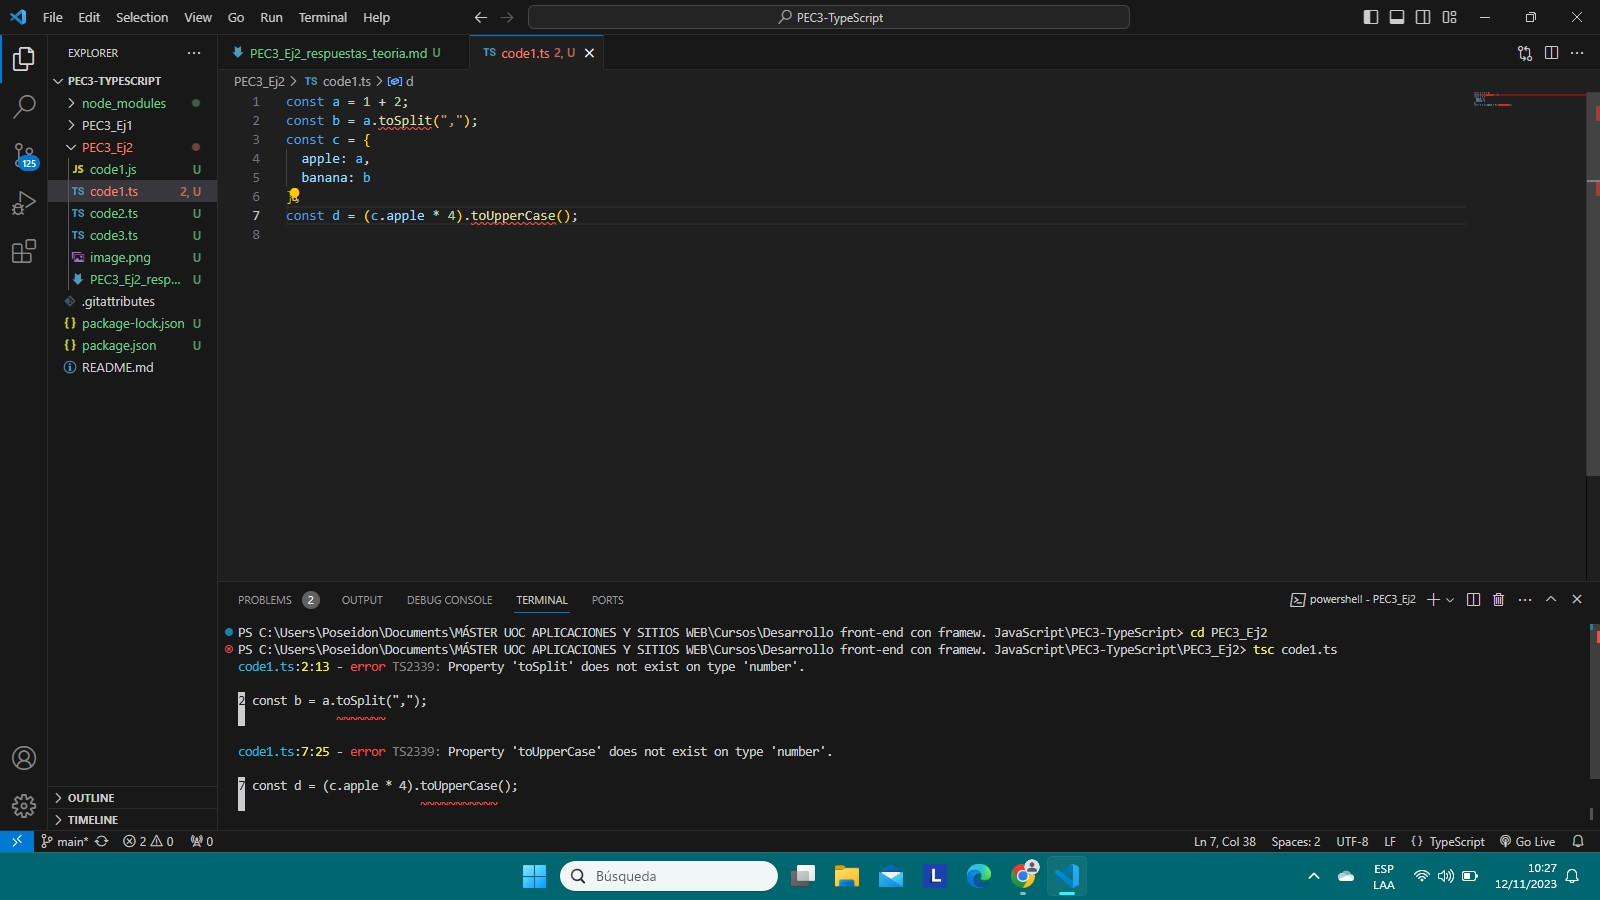 File Edit Selection View Go Run Terminal Help
PEC3-TypeScript
EXPLORER
PEC3-TYPESCRIPT
node_modules
PEC3_Ej1
PEC3_Ej2
JS code1.js U
TS code1.ts 2, U
TS code2.ts U
TS code3.ts U
image.png U
PEC3_Ej2_resp... U
.gitattributes
{} package-lock.json U
{} package.json U
README.md
125
OUTLINE
TIMELINE
PEC3_Ej2_respuestas_teoria.md U
TS code1.ts 2, U
PEC3_Ej2 > TS code1.ts > d
1 const a = 1 + 2;
2 const b = a.toSplit(",");
3 const c = {
4 apple: a,
5 banana: b
6
7 const d = (c.apple * 4).toUpperCase();
8
PROBLEMS 2 OUTPUT DEBUG CONSOLE TERMINAL PORTS
powershell - PEC3_Ej2
PS C:\Users\Poseidon\Documents\MÁSTER UOC APLICACIONES Y SITIOS WEB\Cursos\Desarrollo front-end con framew. JavaScript\PEC3-TypeScript> cd PEC3_Ej2
PS C:\Users\Poseidon\Documents\MÁSTER UOC APLICACIONES Y SITIOS WEB\Cursos\Desarrollo front-end con framew. JavaScript\PEC3-TypeScript\PEC3_Ej2> tsc code1.ts
code1.ts:2:13 - error TS2339: Property 'toSplit' does not exist on type 'number'.
2 const b = a.toSplit(",");
~~~~~~~
code1.ts:7:25 - error TS2339: Property 'toUpperCase' does not exist on type 'number'.
7 const d = (c.apple * 4).toUpperCase();
~~~~~~~~~~~
main* 2 0 0
Ln 7, Col 38 Spaces: 2 UTF-8 LF {} TypeScript Go Live
Búsqueda
L
ESP
LAA
10:27
12/11/2023